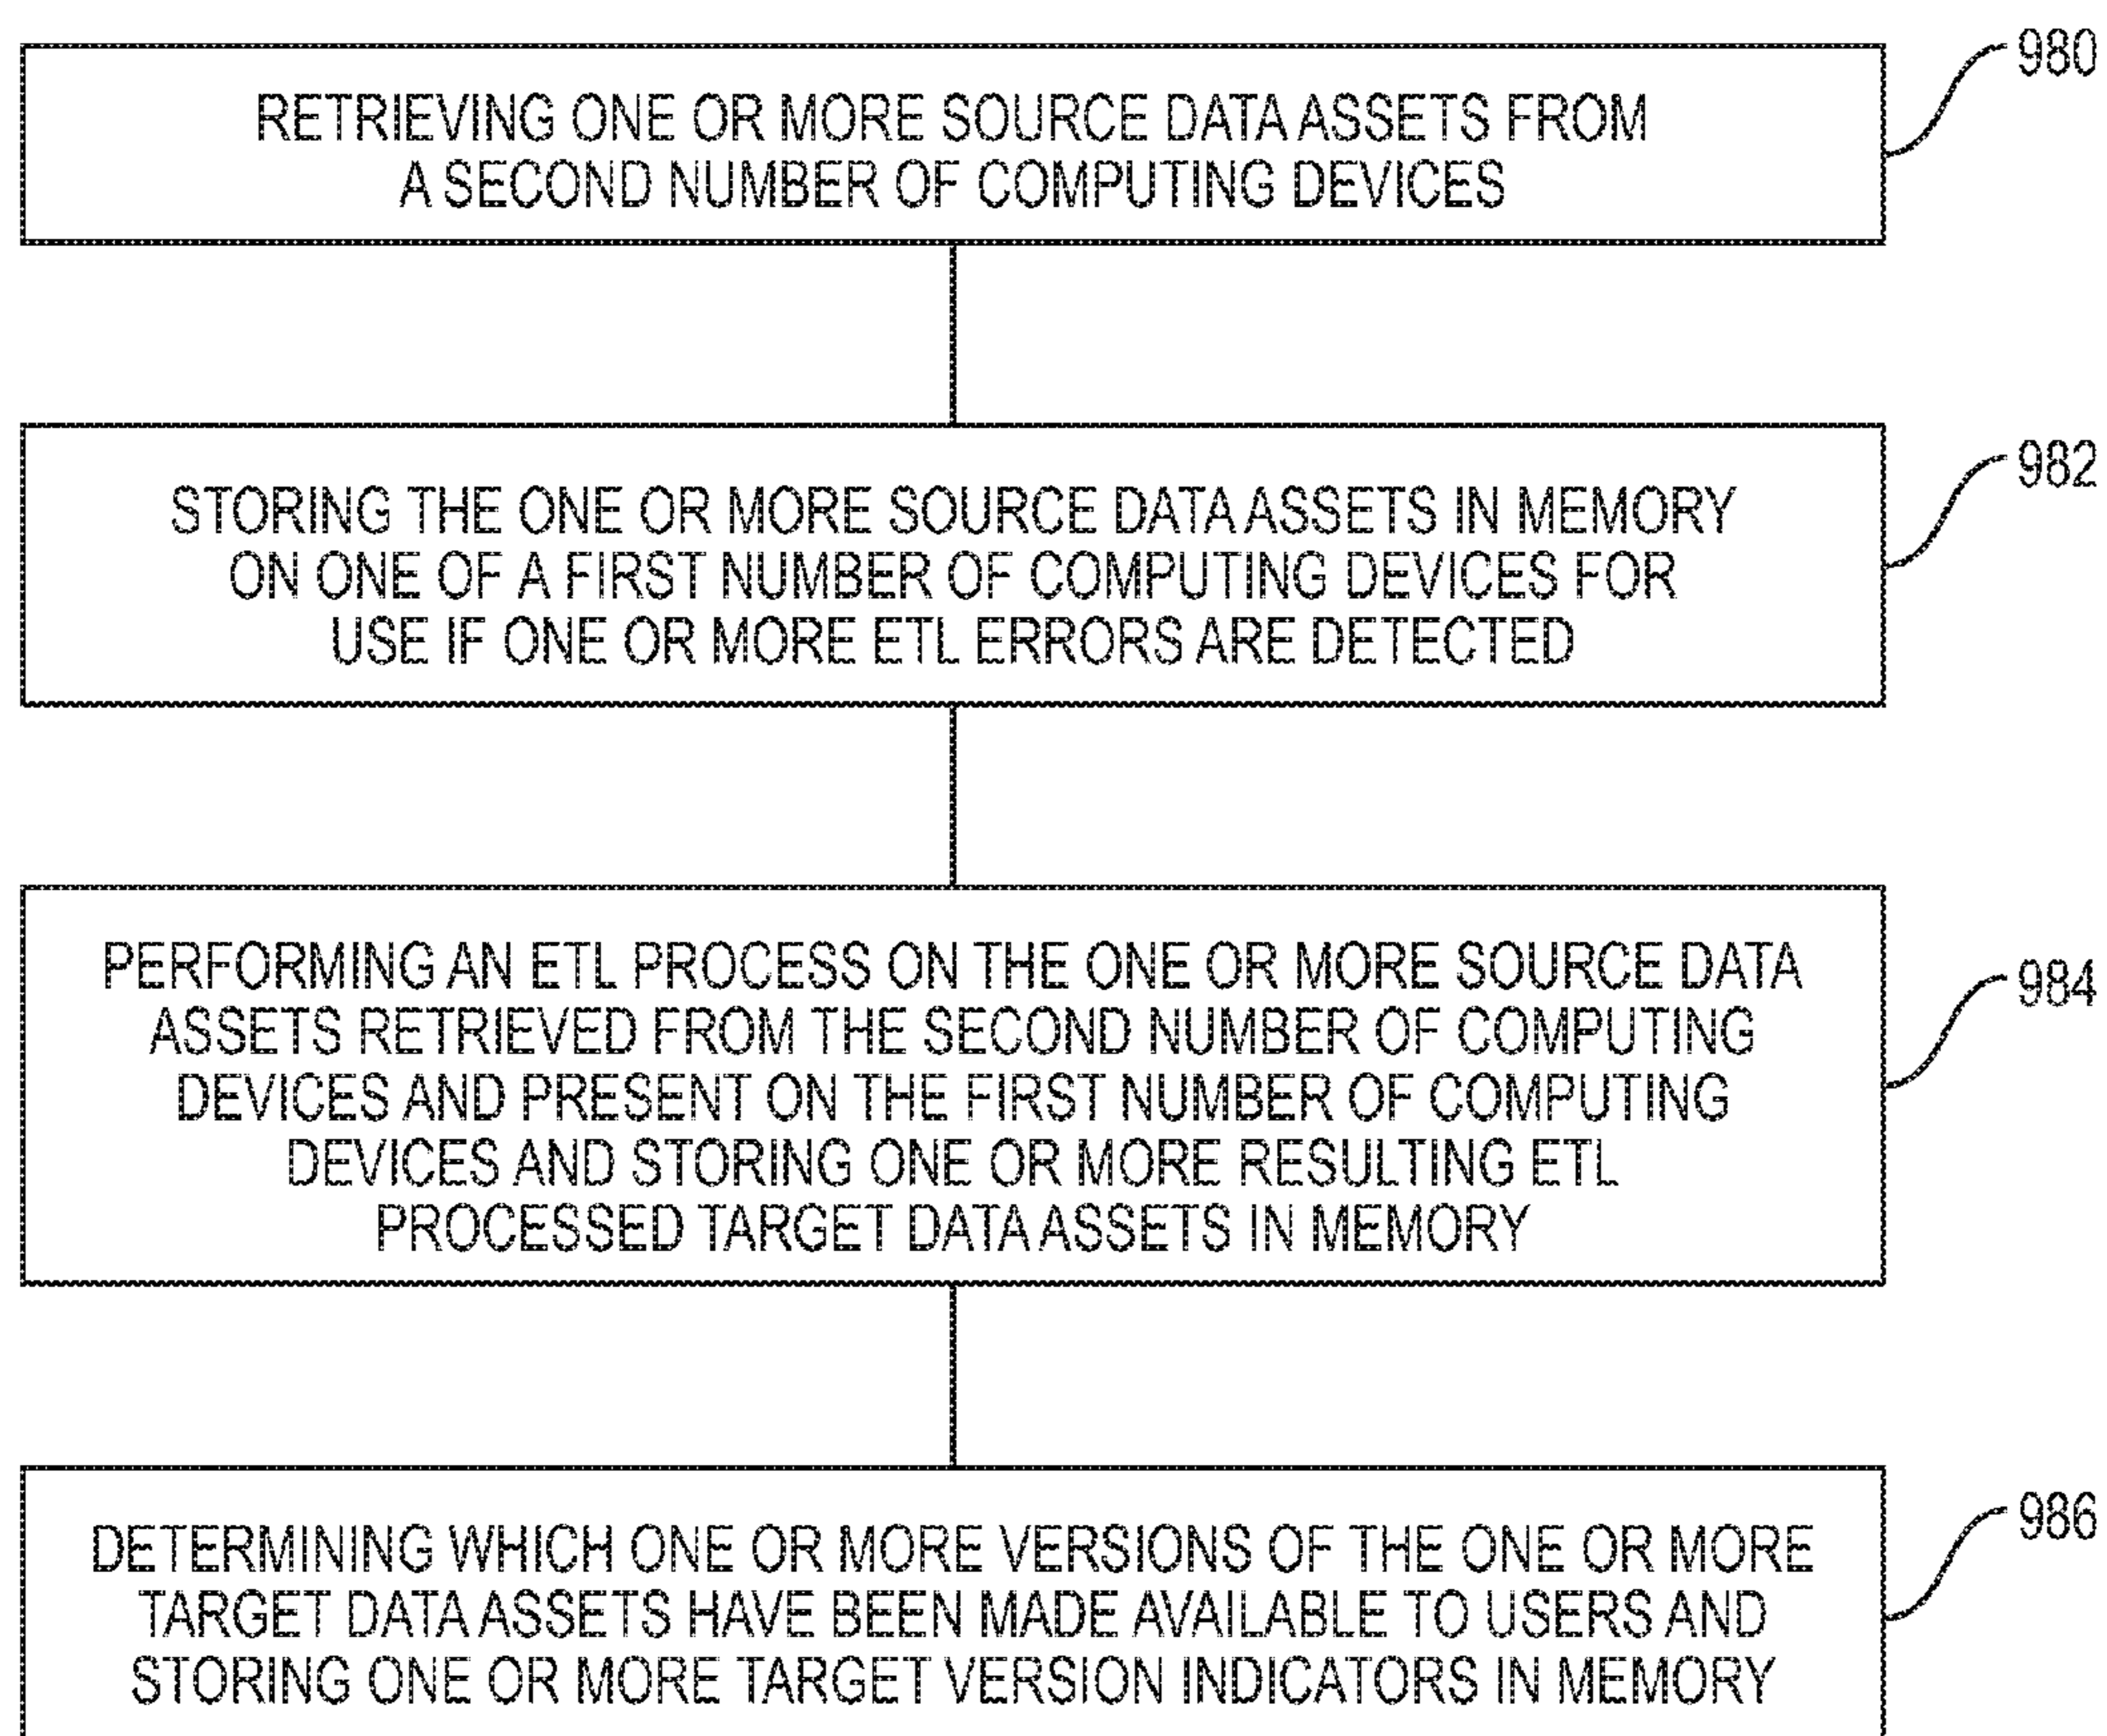 980
RETRIEVING ONE OR MORE SOURCE DATA ASSETS FROM
A SECOND NUMBER OF COMPUTING DEVICES
982
STORING THE ONE OR MORE SOURCE DATA ASSETS IN MEMORY
ON ONE OF A FIRST NUMBER OF COMPUTING DEVICES FOR
USE IF ONE OR MORE ETL ERRORS ARE DETECTED
984
PERFORMING AN ETL PROCESS ON THE ONE OR MORE SOURCE DATA
ASSETS RETRIEVED FROM THE SECOND NUMBER OF COMPUTING
DEVICES AND PRESENT ON THE FIRST NUMBER OF COMPUTING
DEVICES AND STORING ONE OR MORE RESULTING ETL
PROCESSED TARGET DATA ASSETS IN MEMORY
986
DETERMINING WHICH ONE OR MORE VERSIONS OF THE ONE OR MORE
TARGET DATA ASSETS HAVE BEEN MADE AVAILABLE TO USERS AND
STORING ONE OR MORE TARGET VERSION INDICATORS IN MEMORY